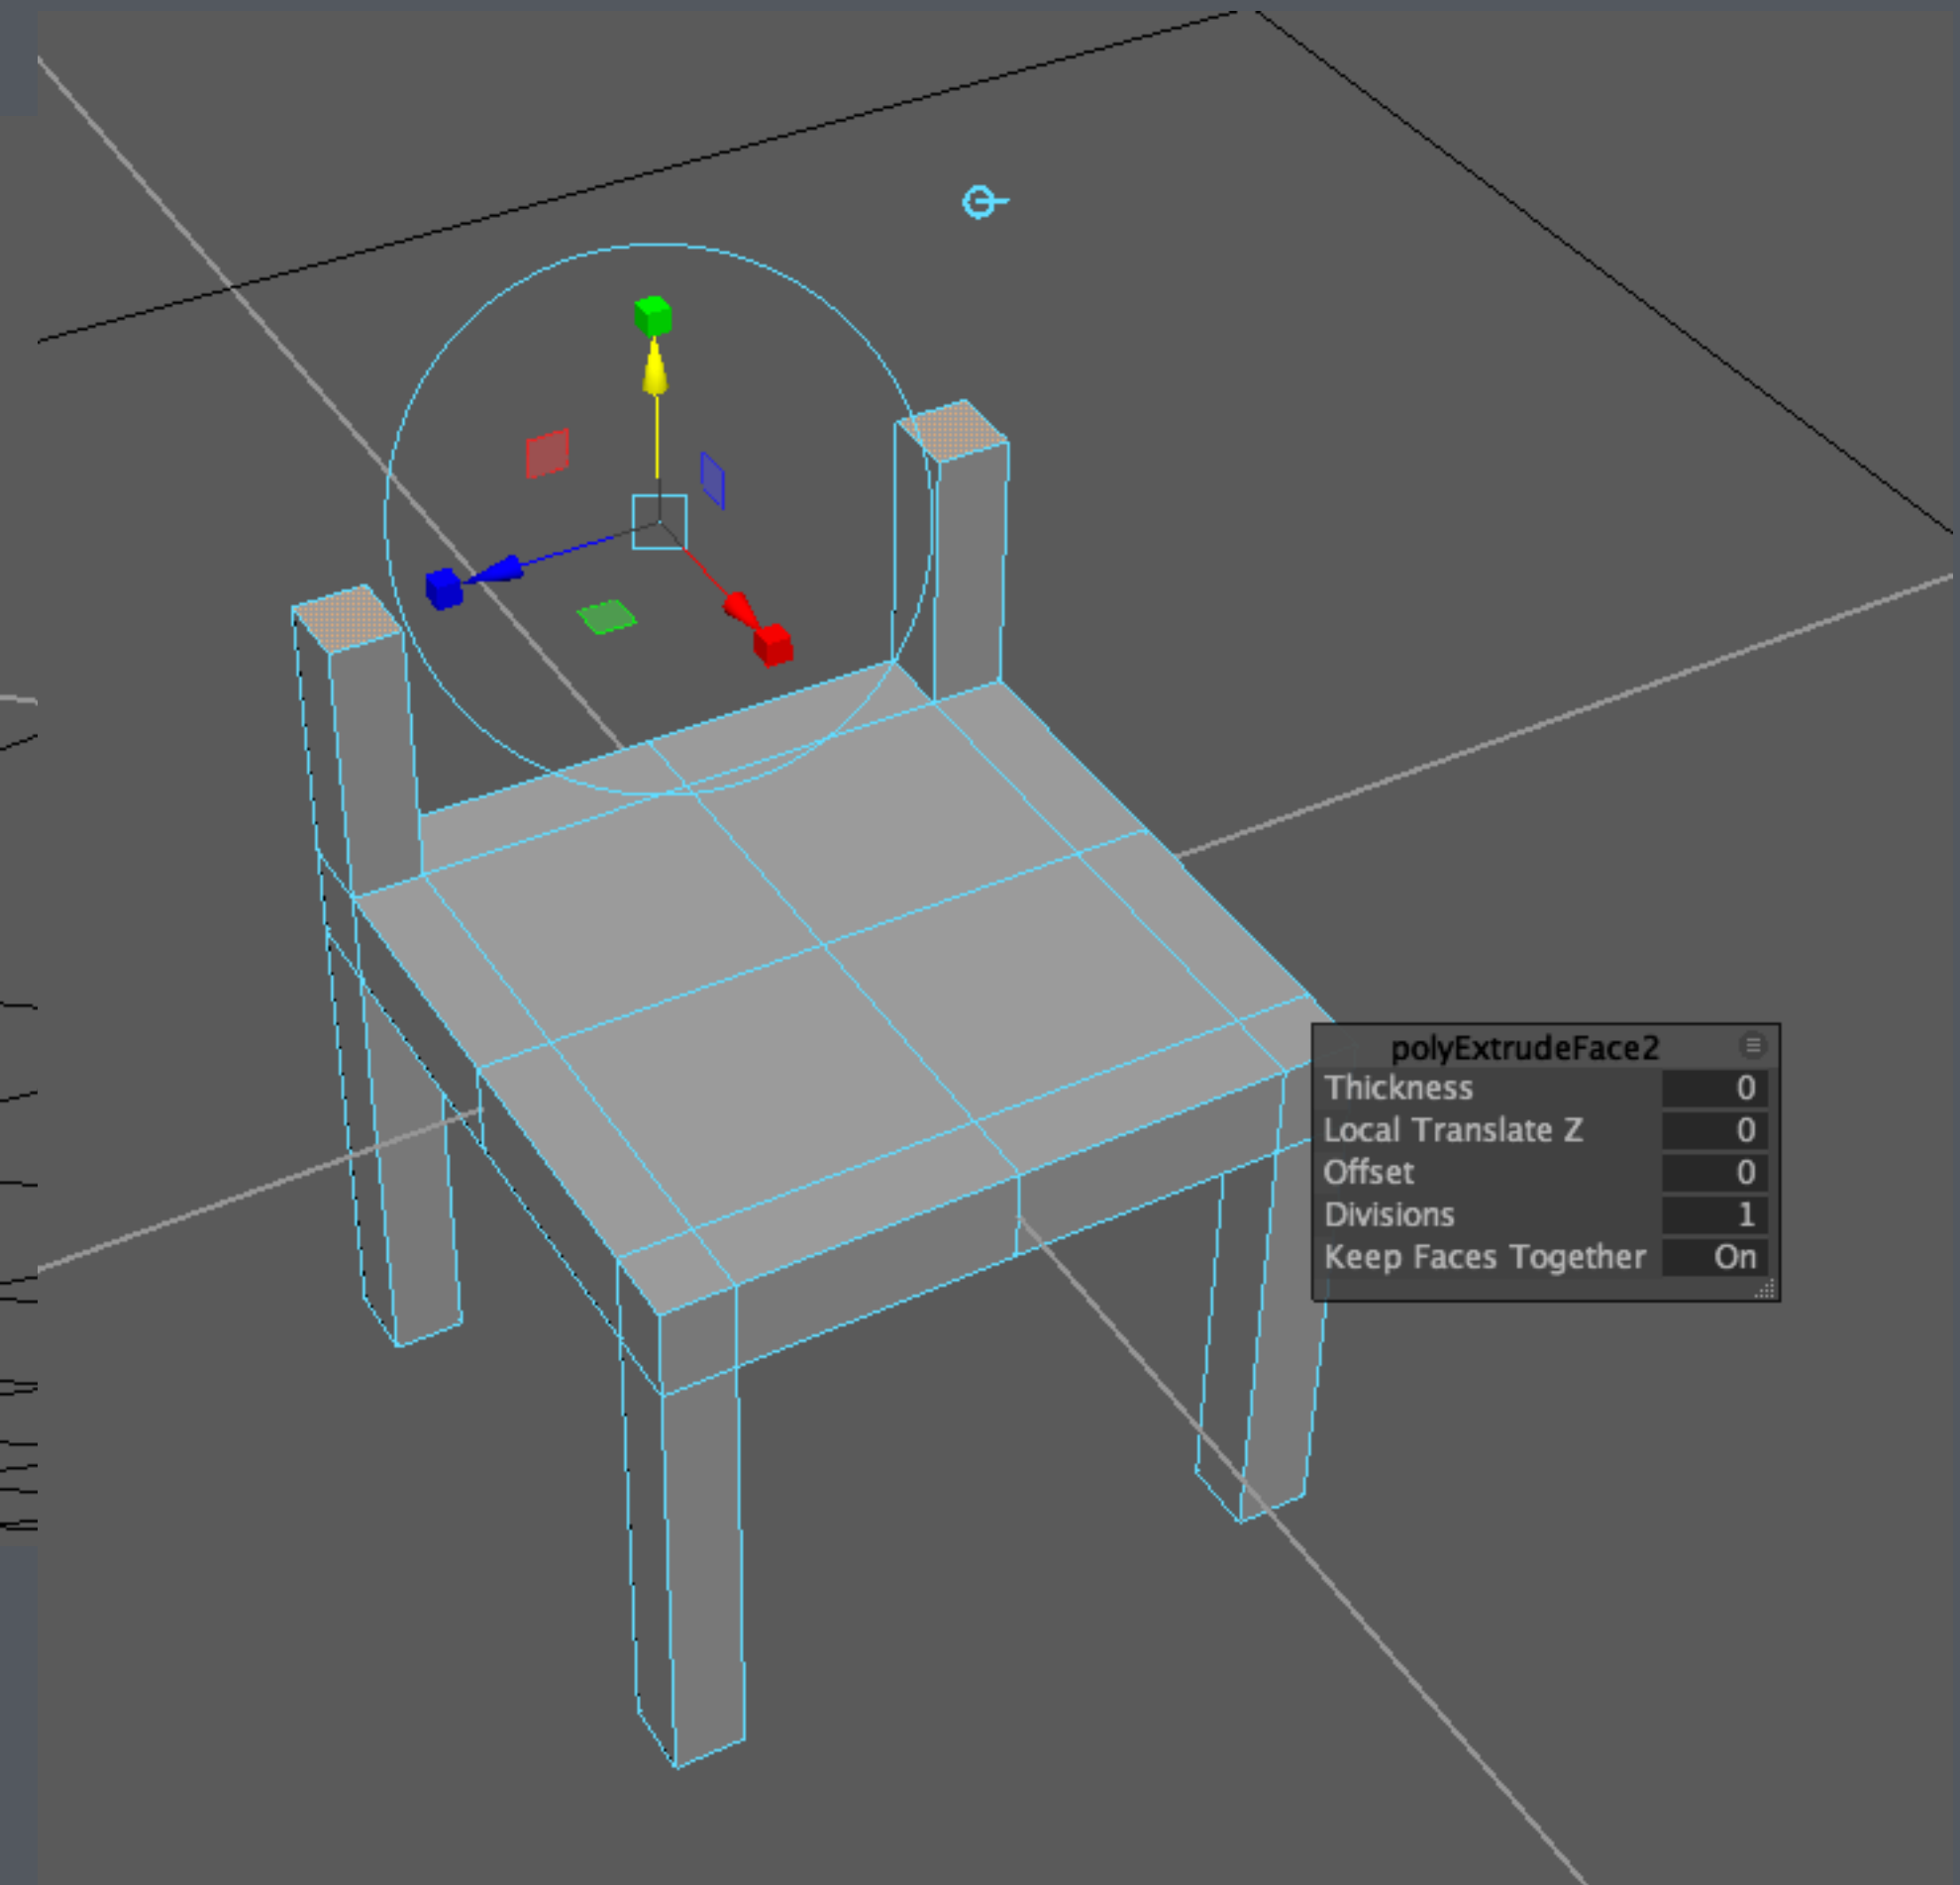 polyExtrudeFace2
Thickness 0
Local Translate Z 0
Offset 0
Divisions 1
Keep Faces Together On